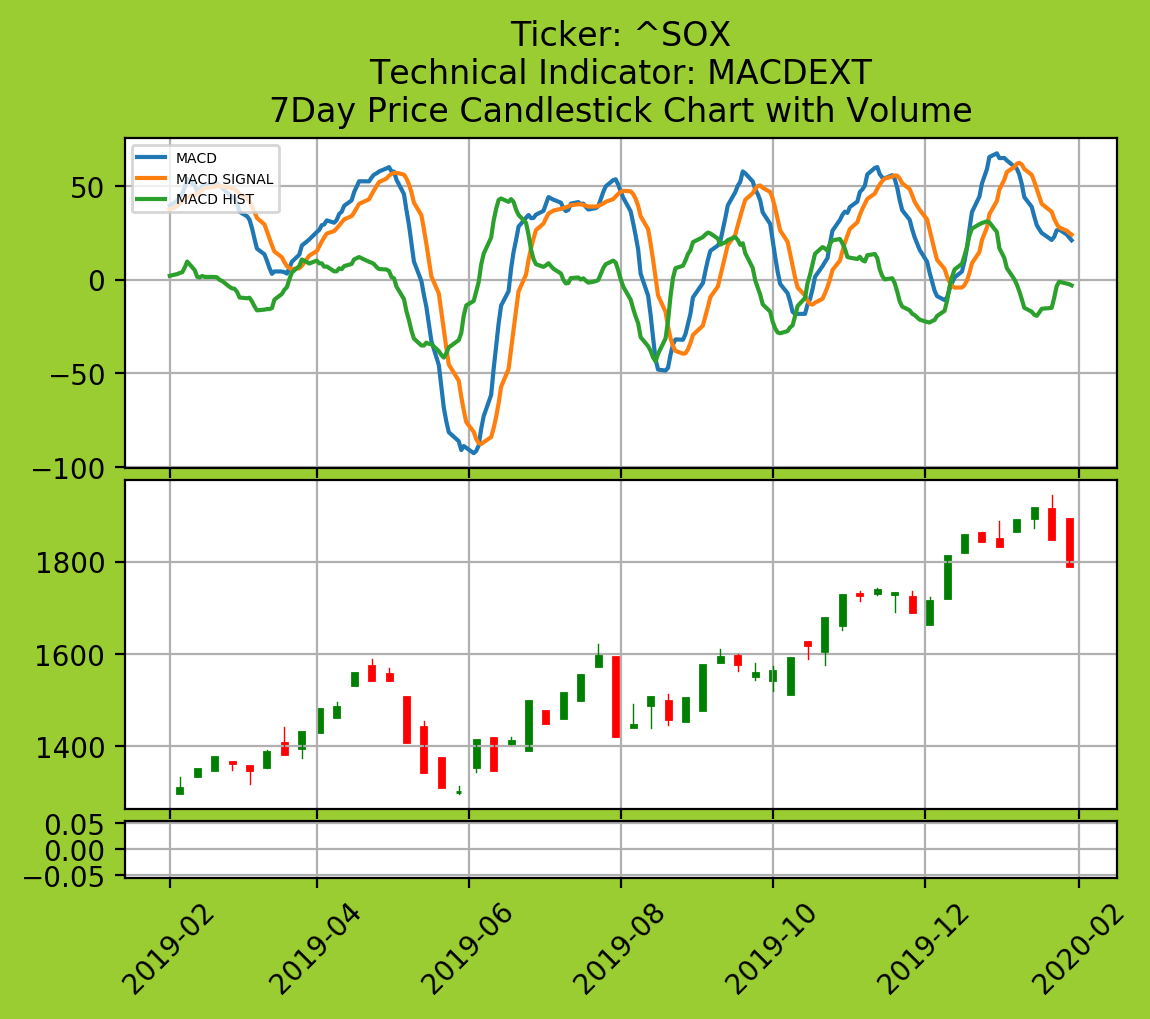 Ticker: ^SOX
Technical Indicator: MACDEXT
7Day Price Candlestick Chart with Volume
MACD
MACD SIGNAL
MACD HIST
50
0
−50
−100
1800
1600
1400
0.05
0.00
−0.05
2019-02
2019-04
2019-06
2019-08
2019-10
2019-12
2020-02